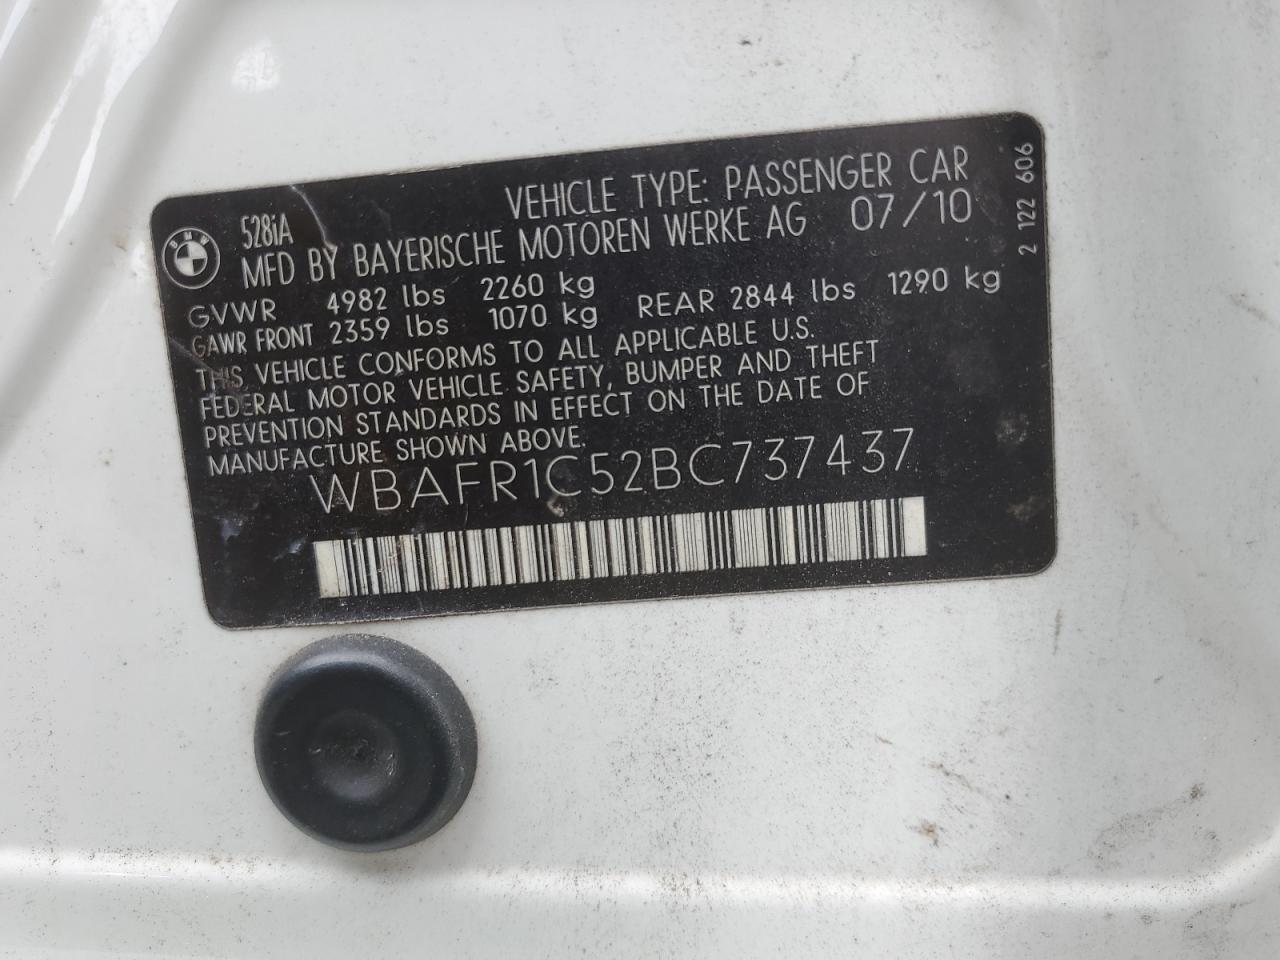 VEHICLE TYPE: PASSENGER CAR
BMW
528iA
MFD BY BAYERISCHE MOTOREN WERKE AG 07/10
GVWR 4982 lbs 2260 kg
GAWR FRONT 2359 lbs 1070 kg REAR 2844 lbs 1290 kg
THIS VEHICLE CONFORMS TO ALL APPLICABLE U.S.
FEDERAL MOTOR VEHICLE SAFETY, BUMPER AND THEFT
PREVENTION STANDARDS IN EFFECT ON THE DATE OF
MANUFACTURE SHOWN ABOVE.
WBAFR1C52BC737437
2 122 606